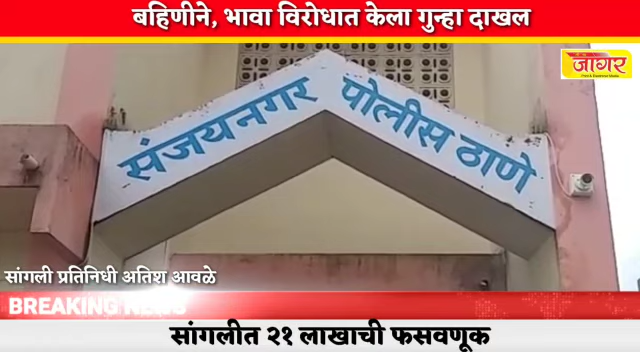 बहिणीने, भावा विरोधात केला गुन्हा दाखल
जागर
संजयनगर पोलीस ठाणे
सांगली प्रतिनिधी अतिश आवळे
BREAKING NEWS
सांगलीत २१ लाखाची फसवणूक